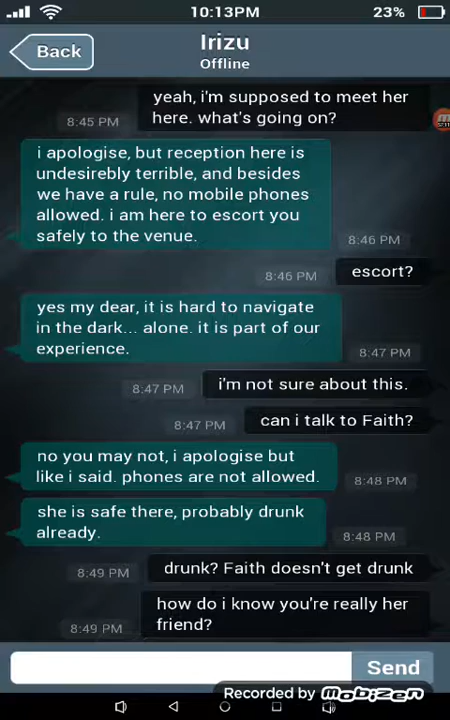 10:13PM
23%
Back
Irizu
Offline
yeah, i'm supposed to meet her
here. what's going on?
8:45 PM
i apologise, but reception here is
undesirebly terrible, and besides
we have a rule, no mobile phones
allowed. i am here to escort you
safely to the venue.
8:46 PM
escort?
8:46 PM
yes my dear, it is hard to navigate
in the dark... alone. it is part of our
experience.
8:47 PM
i'm not sure about this.
8:47 PM
can i talk to Faith?
8:47 PM
no you may not, i apologise but
like i said. phones are not allowed.
8:48 PM
she is safe there, probably drunk
already.
8:48 PM
drunk? Faith doesn't get drunk
8:49 PM
how do i know you're really her
friend?
8:49 PM
Send
Recorded by mobizen